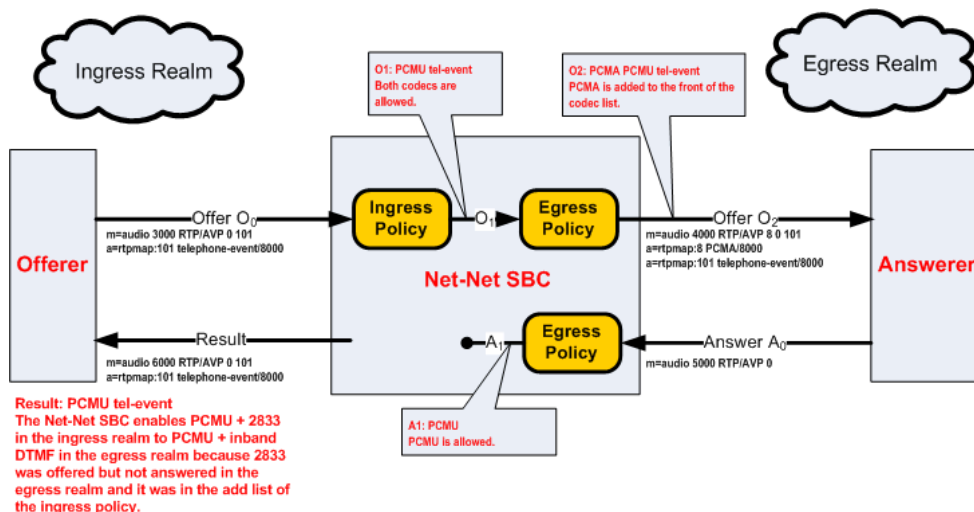 Ingress Realm
Egress Realm
O1: PCMU tel-event
Both codecs are
allowed.
O2: PCMA PCMU tel-event
PCMA is added to the front of the
codec list.
Offerer
Offer O0
m=audio 3000 RTP/AVP 0 101
a=rtpmap:101 telephone-event/8000
Ingress
Policy
O1
Egress
Policy
Offer O2
m=audio 4000 RTP/AVP 8 0 101
a=rtpmap:8 PCMA/8000
a=rtpmap:101 telephone-event/8000
Answerer
Net-Net SBC
Result
m=audio 6000 RTP/AVP 0 101
a=rtpmap:101 telephone-event/8000
A1
Egress
Policy
Answer A0
m=audio 5000 RTP/AVP 0
A1: PCMU
PCMU is allowed.
Result: PCMU tel-event
The Net-Net SBC enables PCMU + 2833
in the ingress realm to PCMU + inband
DTMF in the egress realm because 2833
was offered but not answered in the
egress realm and it was in the add list of
the ingress policy.